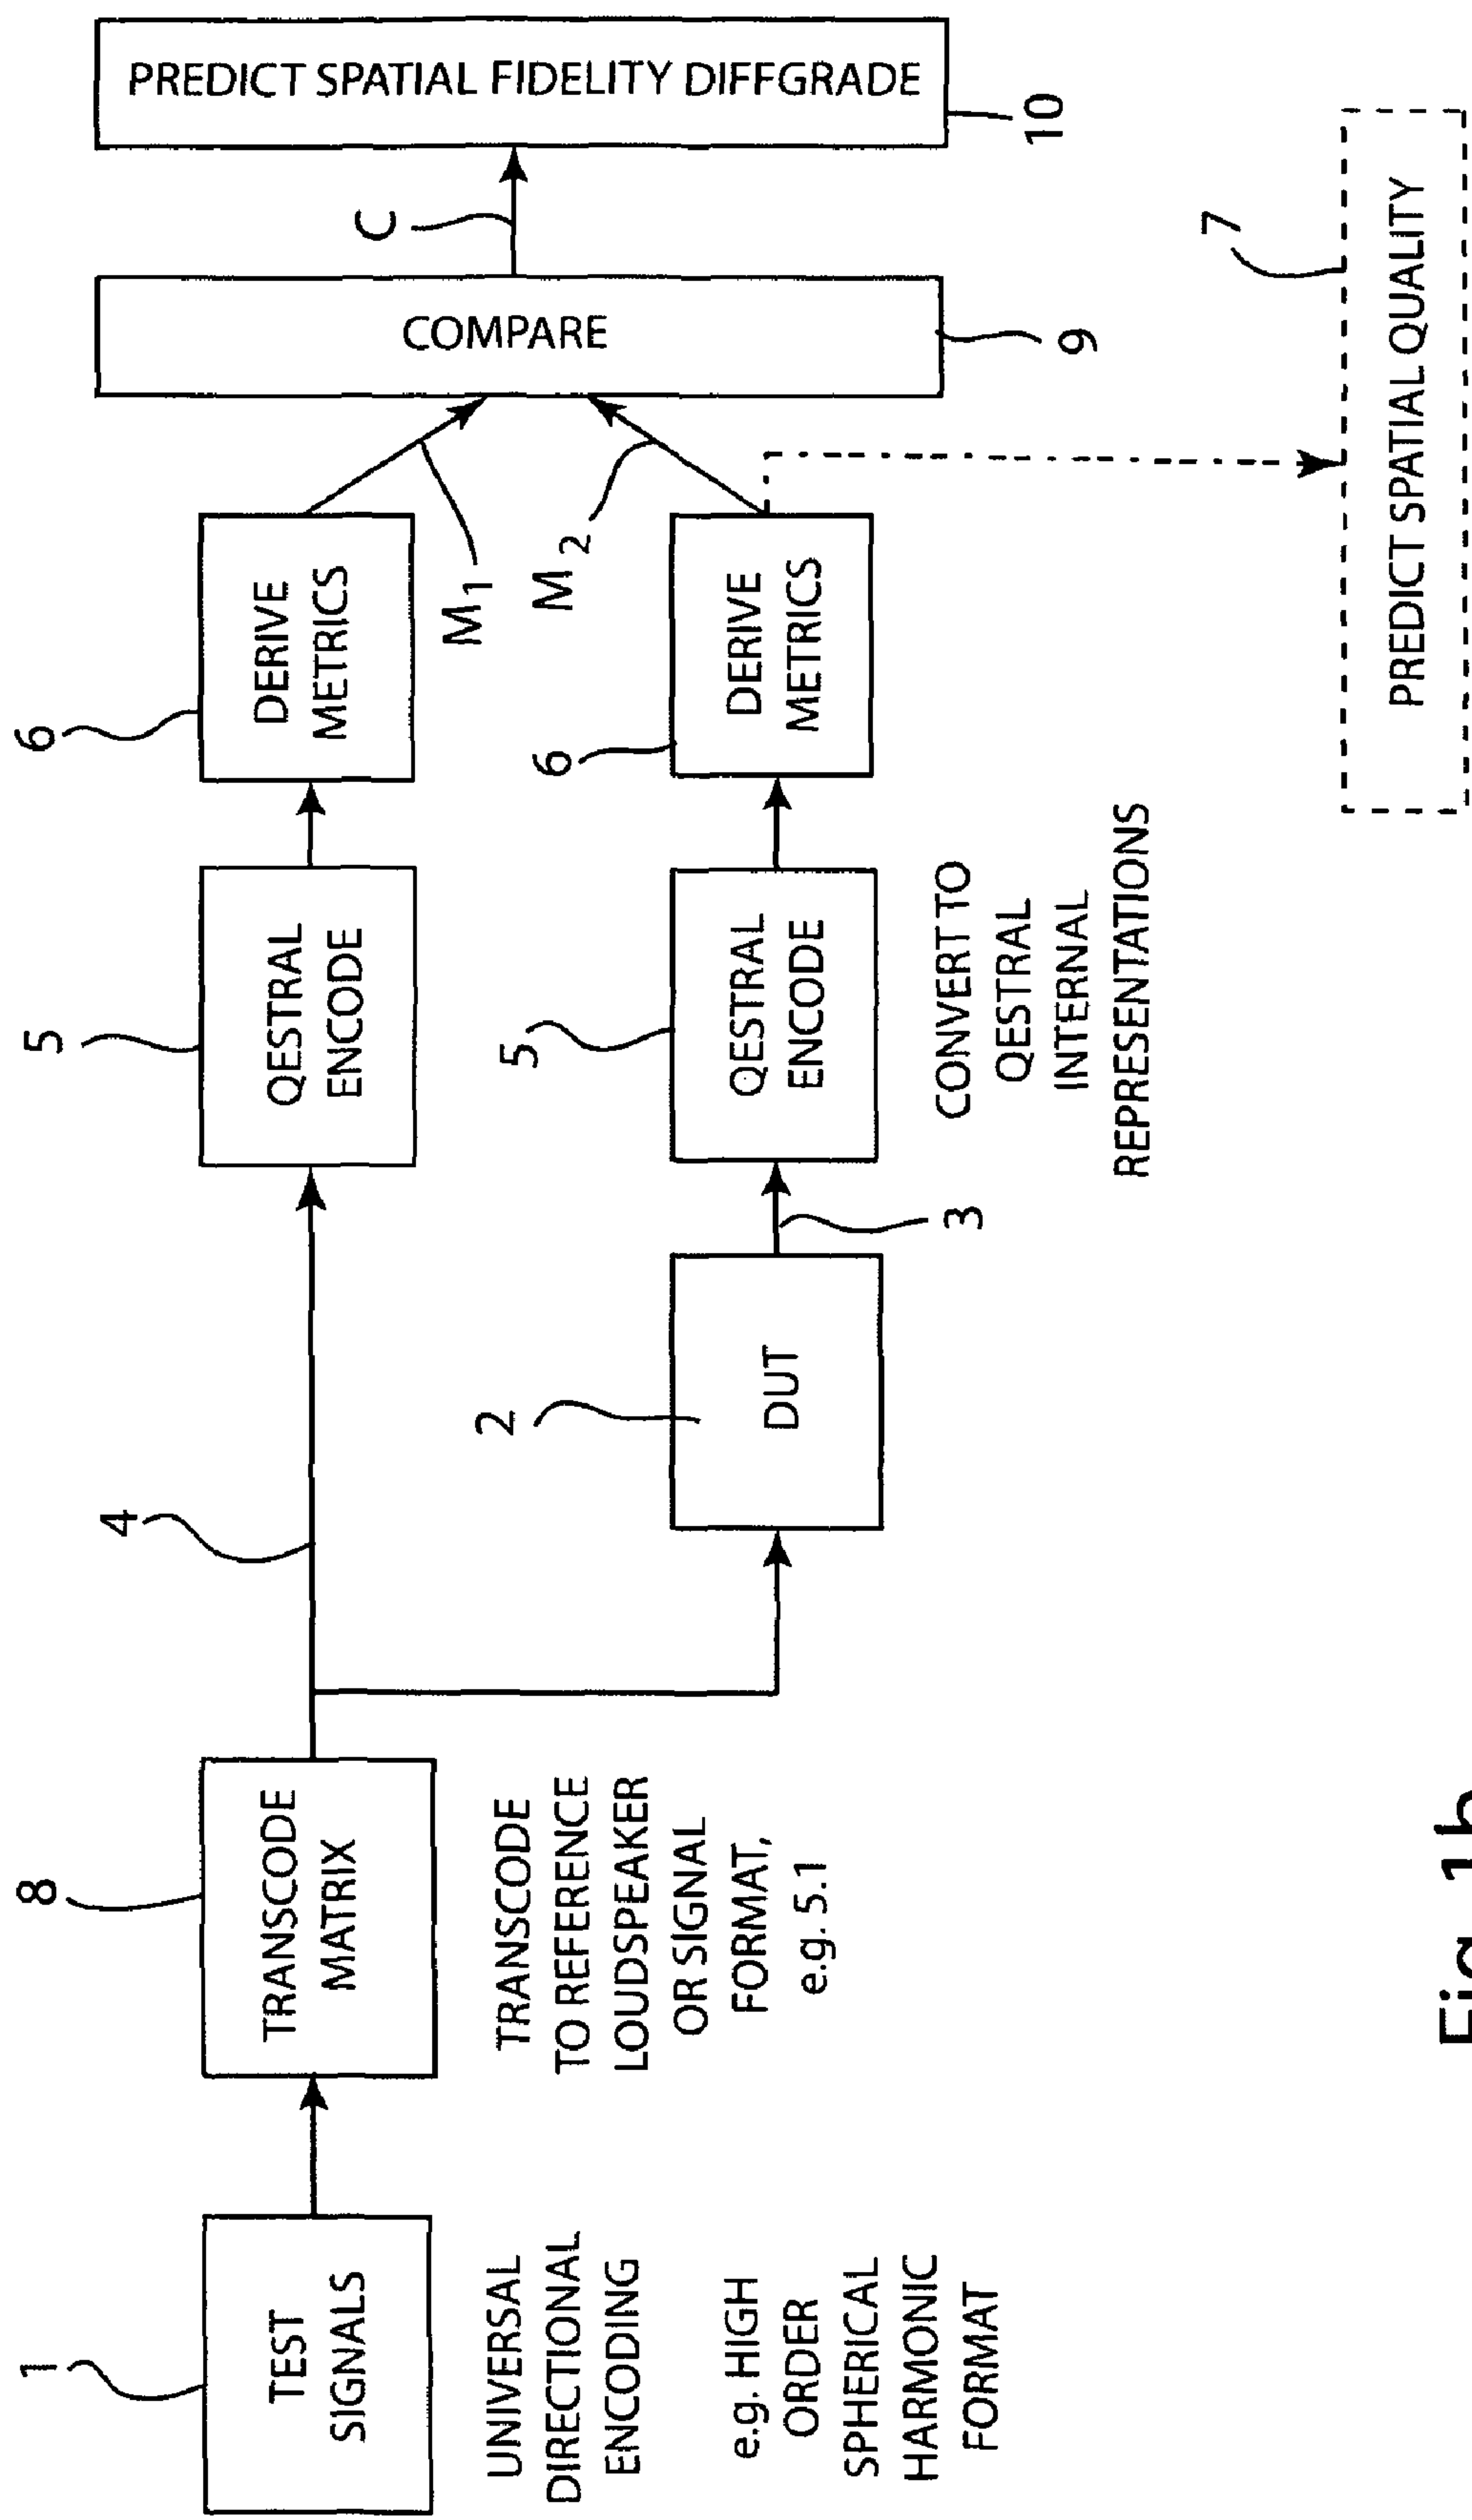 1
TEST
SIGNALS
UNIVERSAL
DIRECTIONAL
ENCODING
e.g. HIGH
ORDER
SPHERICAL
HARMONIC
FORMAT
8
TRANSCODE
MATRIX
TRANSCODE
TO REFERENCE
LOUDSPEAKER
OR SIGNAL
FORMAT,
e.g. 5.1
4
2
DUT
3
5
QESTRAL
ENCODE
5
QESTRAL
ENCODE
CONVERT TO
QESTRAL
INTERNAL
REPRESENTATIONS
6
DERIVE
METRICS
M1
M2
6
DERIVE
METRICS
COMPARE
9
C
PREDICT SPATIAL FIDELITY DIFFGRADE
10
7
PREDICT SPATIAL QUALITY
Fig. 1b